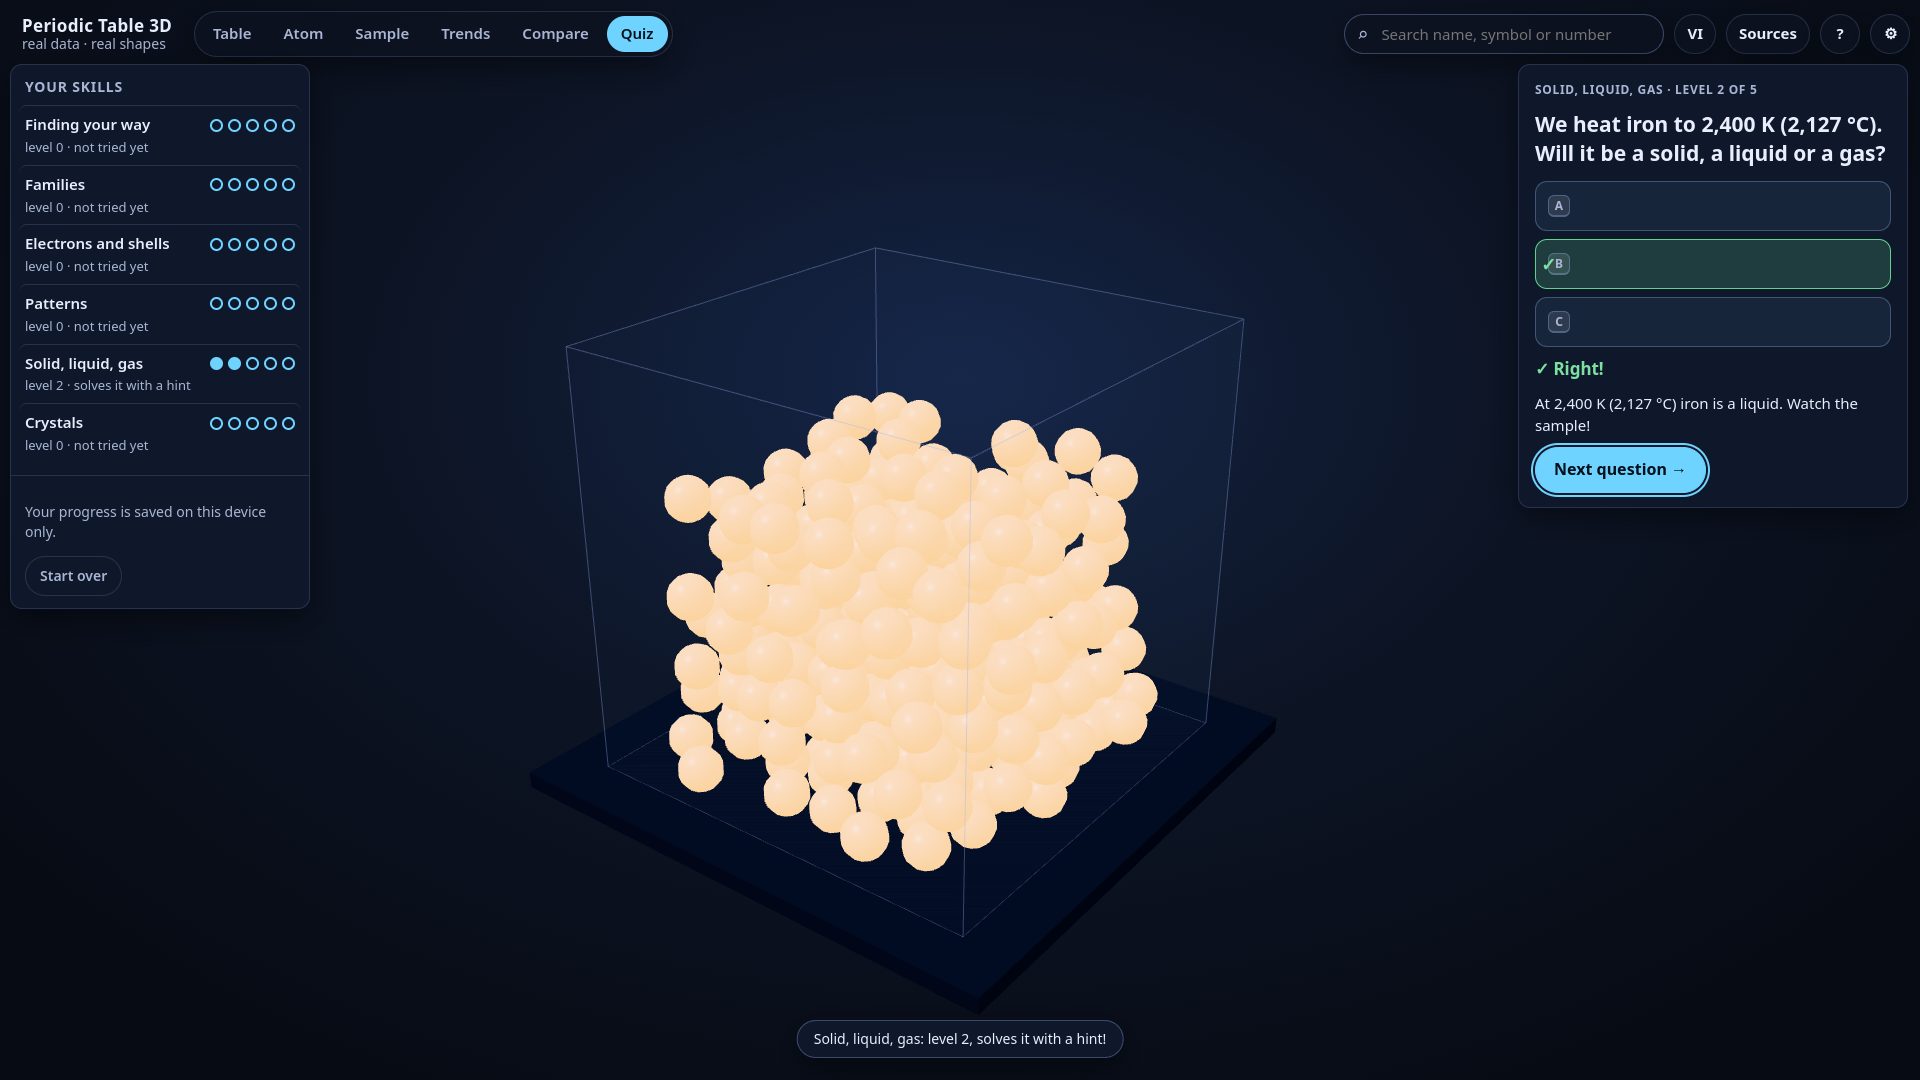 Periodic Table 3D
real data · real shapes
Table
Atom
Sample
Trends
Compare
Quiz
Search name, symbol or number
VI
Sources
?
YOUR SKILLS
Finding your way
level 0 · not tried yet
Families
level 0 · not tried yet
Electrons and shells
level 0 · not tried yet
Patterns
level 0 · not tried yet
Solid, liquid, gas
level 2 · solves it with a hint
Crystals
level 0 · not tried yet
Your progress is saved on this device
only.
Start over
SOLID, LIQUID, GAS · LEVEL 2 OF 5
We heat iron to 2,400 K (2,127 °C).
Will it be a solid, a liquid or a gas?
A
✓ B
C
✓ Right!
At 2,400 K (2,127 °C) iron is a liquid. Watch the
sample!
Next question →
Solid, liquid, gas: level 2, solves it with a hint!